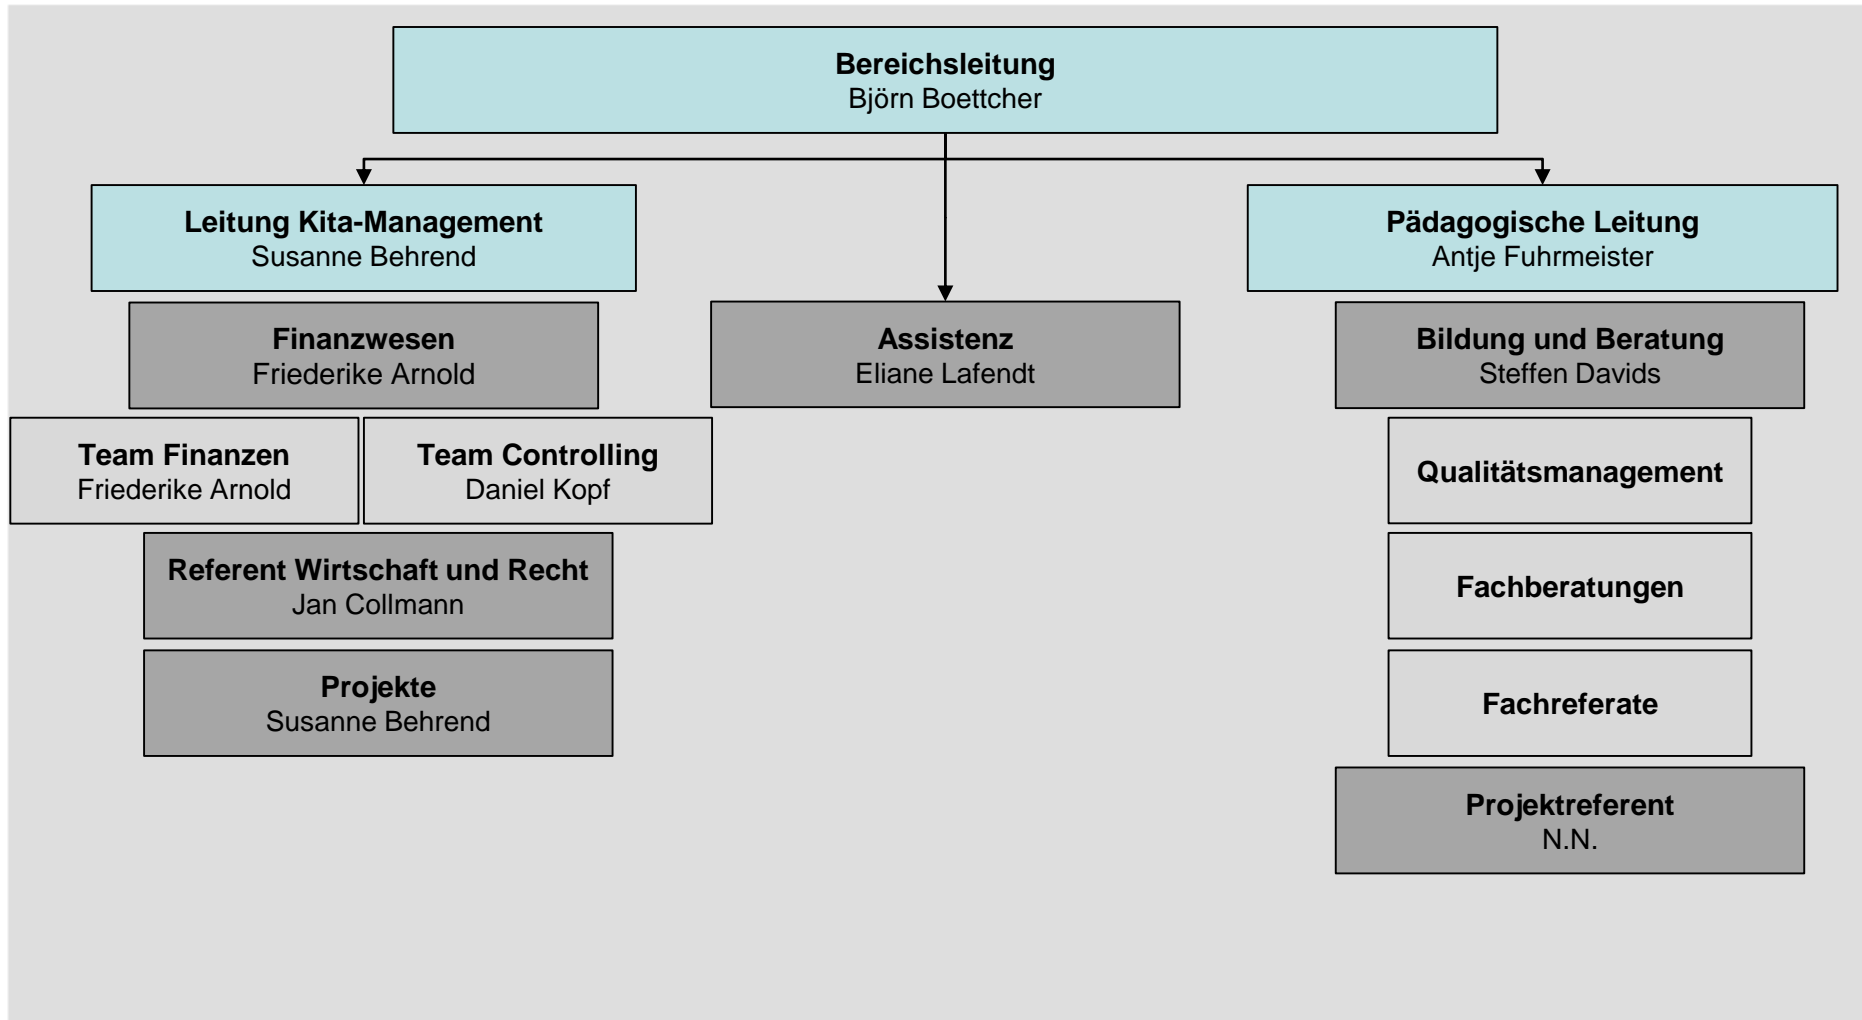 Bereichsleitung
Björn Boettcher
Leitung Kita-Management
Susanne Behrend
Pädagogische Leitung
Antje Fuhrmeister
Finanzwesen
Friederike Arnold
Assistenz
Eliane Lafendt
Bildung und Beratung
Steffen Davids
Team Finanzen
Friederike Arnold
Team Controlling
Daniel Kopf
Qualitätsmanagement
Referent Wirtschaft und Recht
Jan Collmann
Fachberatungen
Projekte
Susanne Behrend
Fachreferate
Projektreferent
N.N.